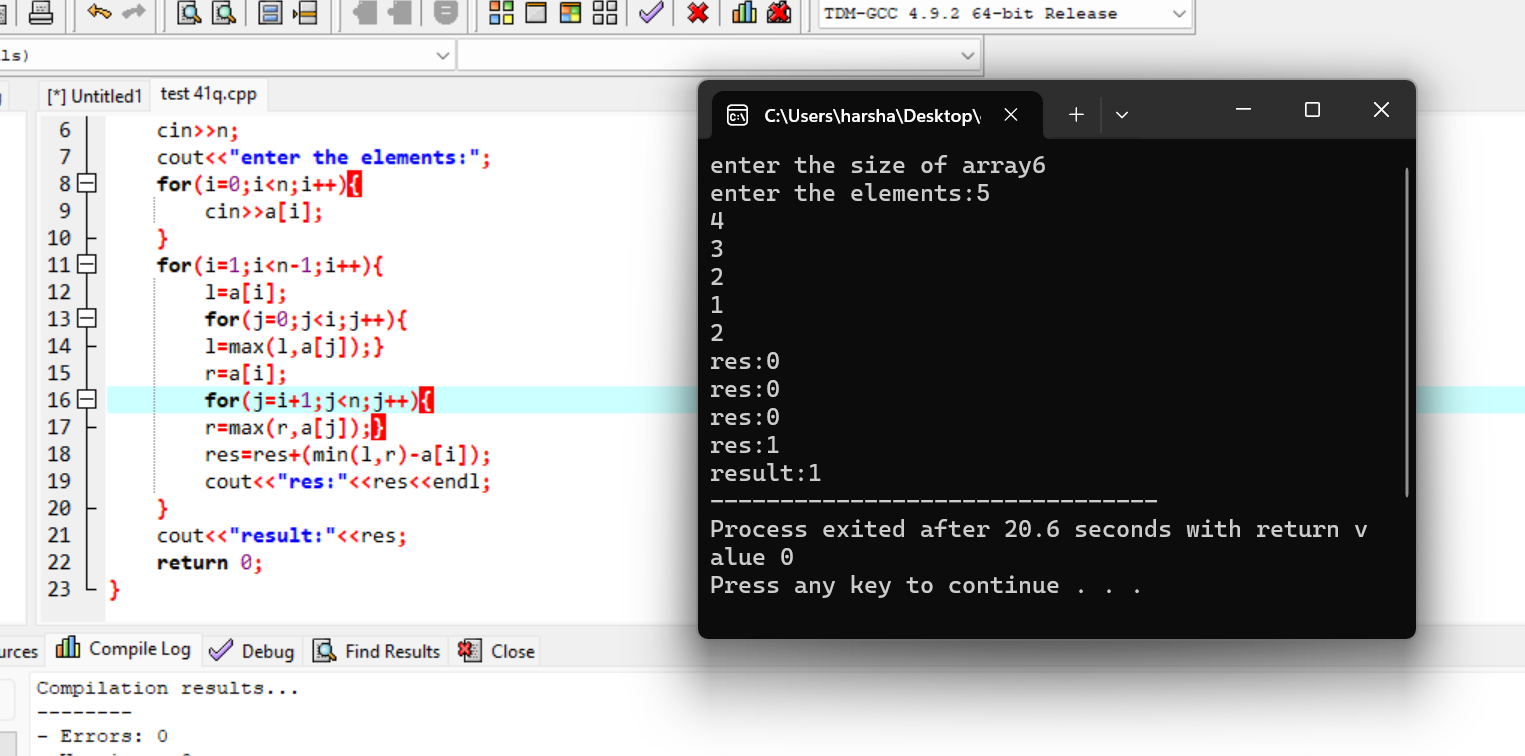 TDM-GCC 4.9.2 64-bit Release
ls)
[*] Untitled1 test 41q.cpp
6 cin>>n;
7 cout<<"enter the elements:";
8 for(i=0;i<n;i++){
9 cin>>a[i];
10 }
11 for(i=1;i<n-1;i++){
12 l=a[i];
13 for(j=0;j<i;j++){
14 l=max(l,a[j]);}
15 r=a[i];
16 for(j=i+1;j<n;j++){
17 r=max(r,a[j]);}
18 res=res+(min(l,r)-a[i]);
19 cout<<"res:"<<res<<endl;
20 }
21 cout<<"result:"<<res;
22 return 0;
23 }
C:\Users\harsha\Desktop\
enter the size of array6
enter the elements:5
4
3
2
1
2
res:0
res:0
res:0
res:1
result:1
--------------------------------
Process exited after 20.6 seconds with return v
alue 0
Press any key to continue . . .
urces Compile Log Debug Find Results Close
Compilation results...
--------
- Errors: 0